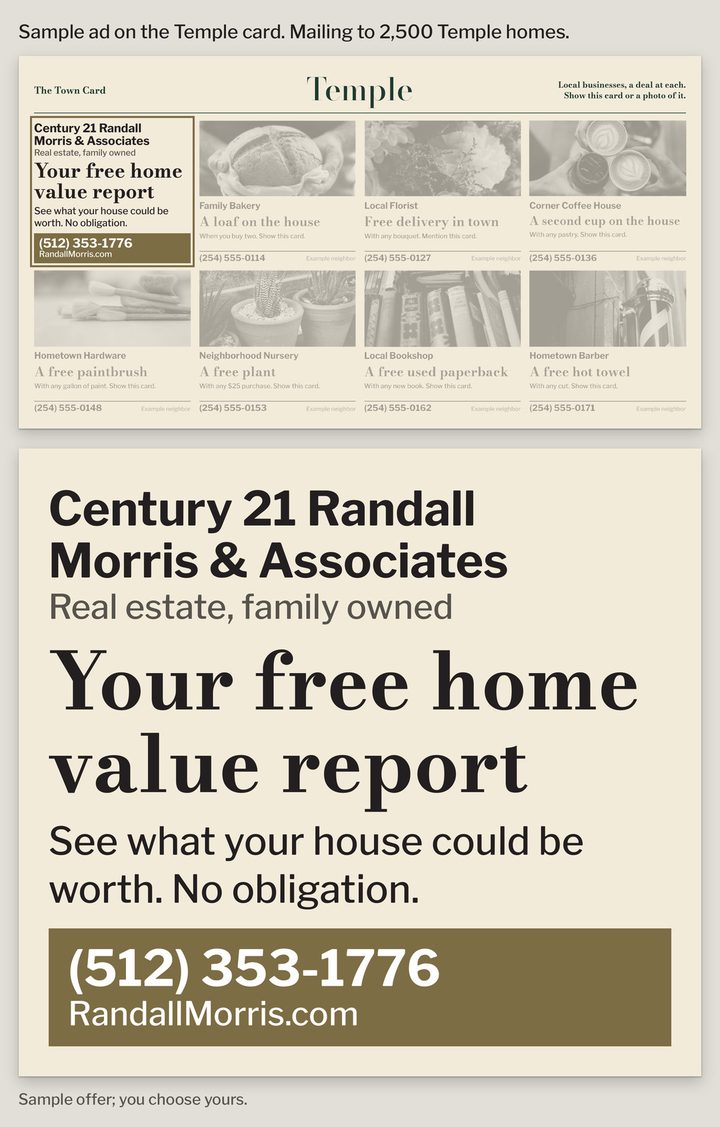 Sample ad on the Temple card. Mailing to 2,500 Temple homes.
The Town Card
Temple
Local businesses, a deal at each.
Show this card or a photo of it.
Century 21 Randall
Morris & Associates
Real estate, family owned
Your free home
value report
See what your house could be
worth. No obligation.
(512) 353-1776
RandallMorris.com
Family Bakery
A loaf on the house
When you buy two. Show this card.
(254) 555-0114
Example neighbor
Local Florist
Free delivery in town
With any bouquet. Mention this card.
(254) 555-0127
Example neighbor
Corner Coffee House
A second cup on the house
With any pastry. Show this card.
(254) 555-0136
Example neighbor
Hometown Hardware
A free paintbrush
With any gallon of paint. Show this card.
(254) 555-0148
Example neighbor
Neighborhood Nursery
A free plant
With any $25 purchase. Show this card.
(254) 555-0153
Example neighbor
Local Bookshop
A free used paperback
With any new book. Show this card.
(254) 555-0162
Example neighbor
Hometown Barber
A free hot towel
With any cut. Show this card.
(254) 555-0171
Example neighbor
Century 21 Randall
Morris & Associates
Real estate, family owned
Your free home
value report
See what your house could be
worth. No obligation.
(512) 353-1776
RandallMorris.com
Sample offer; you choose yours.